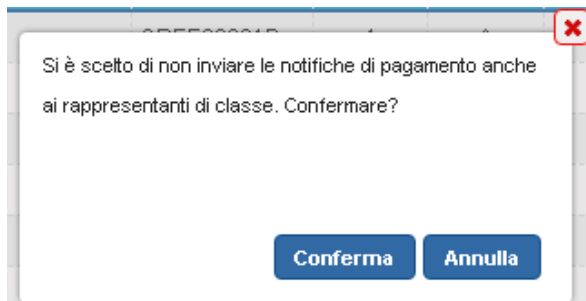 Si è scelto di non inviare le notifiche di pagamento anche
ai rappresentanti di classe. Confermare?
Conferma Annulla